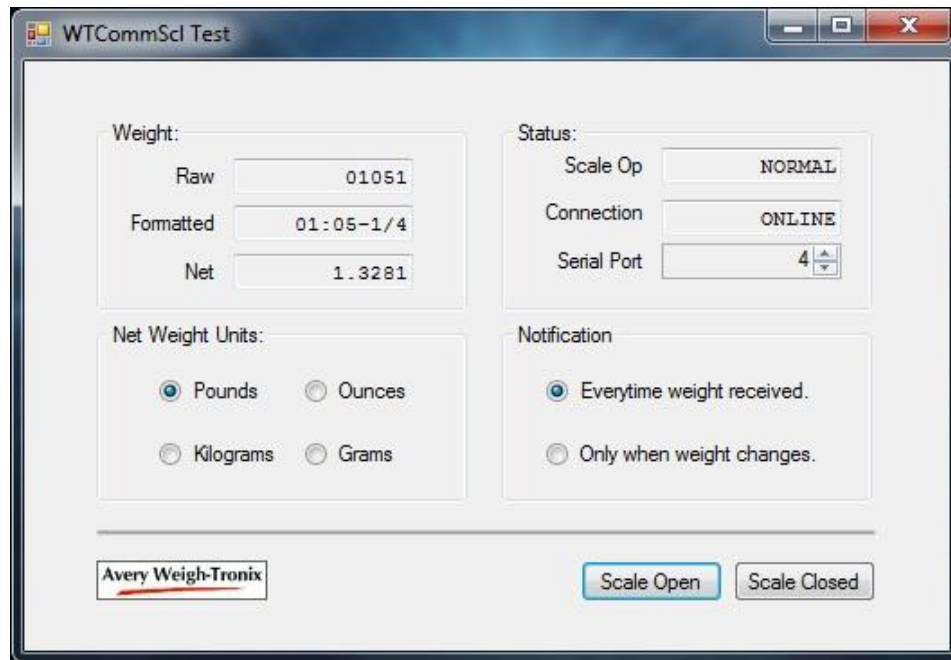 WTCommScl Test
Weight:
Raw 01051
Formatted 01:05-1/4
Net 1.3281
Status:
Scale Op NORMAL
Connection ONLINE
Serial Port 4
Net Weight Units:
Pounds Ounces
Kilograms Grams
Notification
Everytime weight received.
Only when weight changes.
Avery Weigh-Tronix
Scale Open Scale Closed